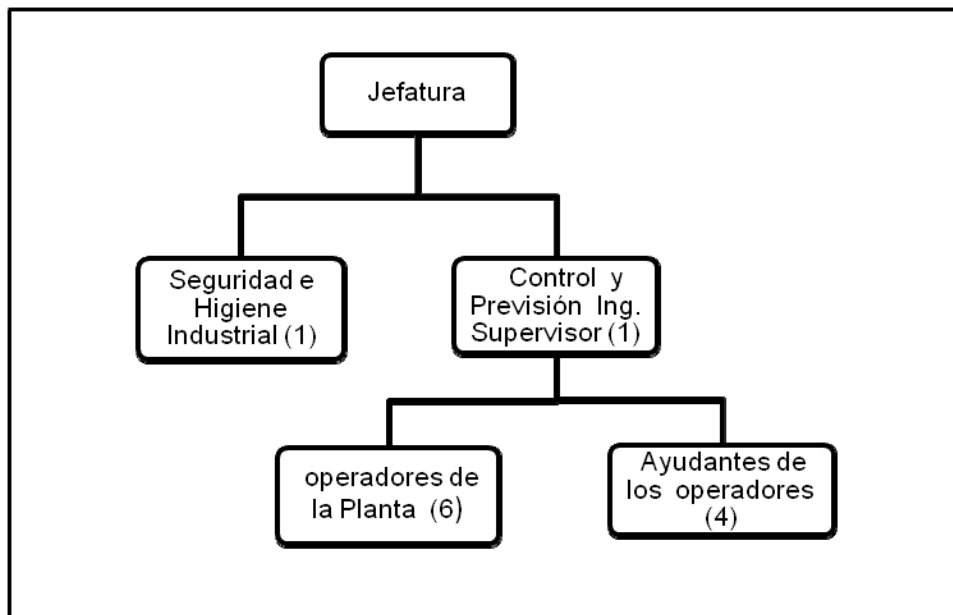 Jefatura
Seguridad e
Higiene
Industrial (1)
Control y
Previsión Ing.
Supervisor (1)
operadores de
la Planta (6)
Ayudantes de
los operadores
(4)